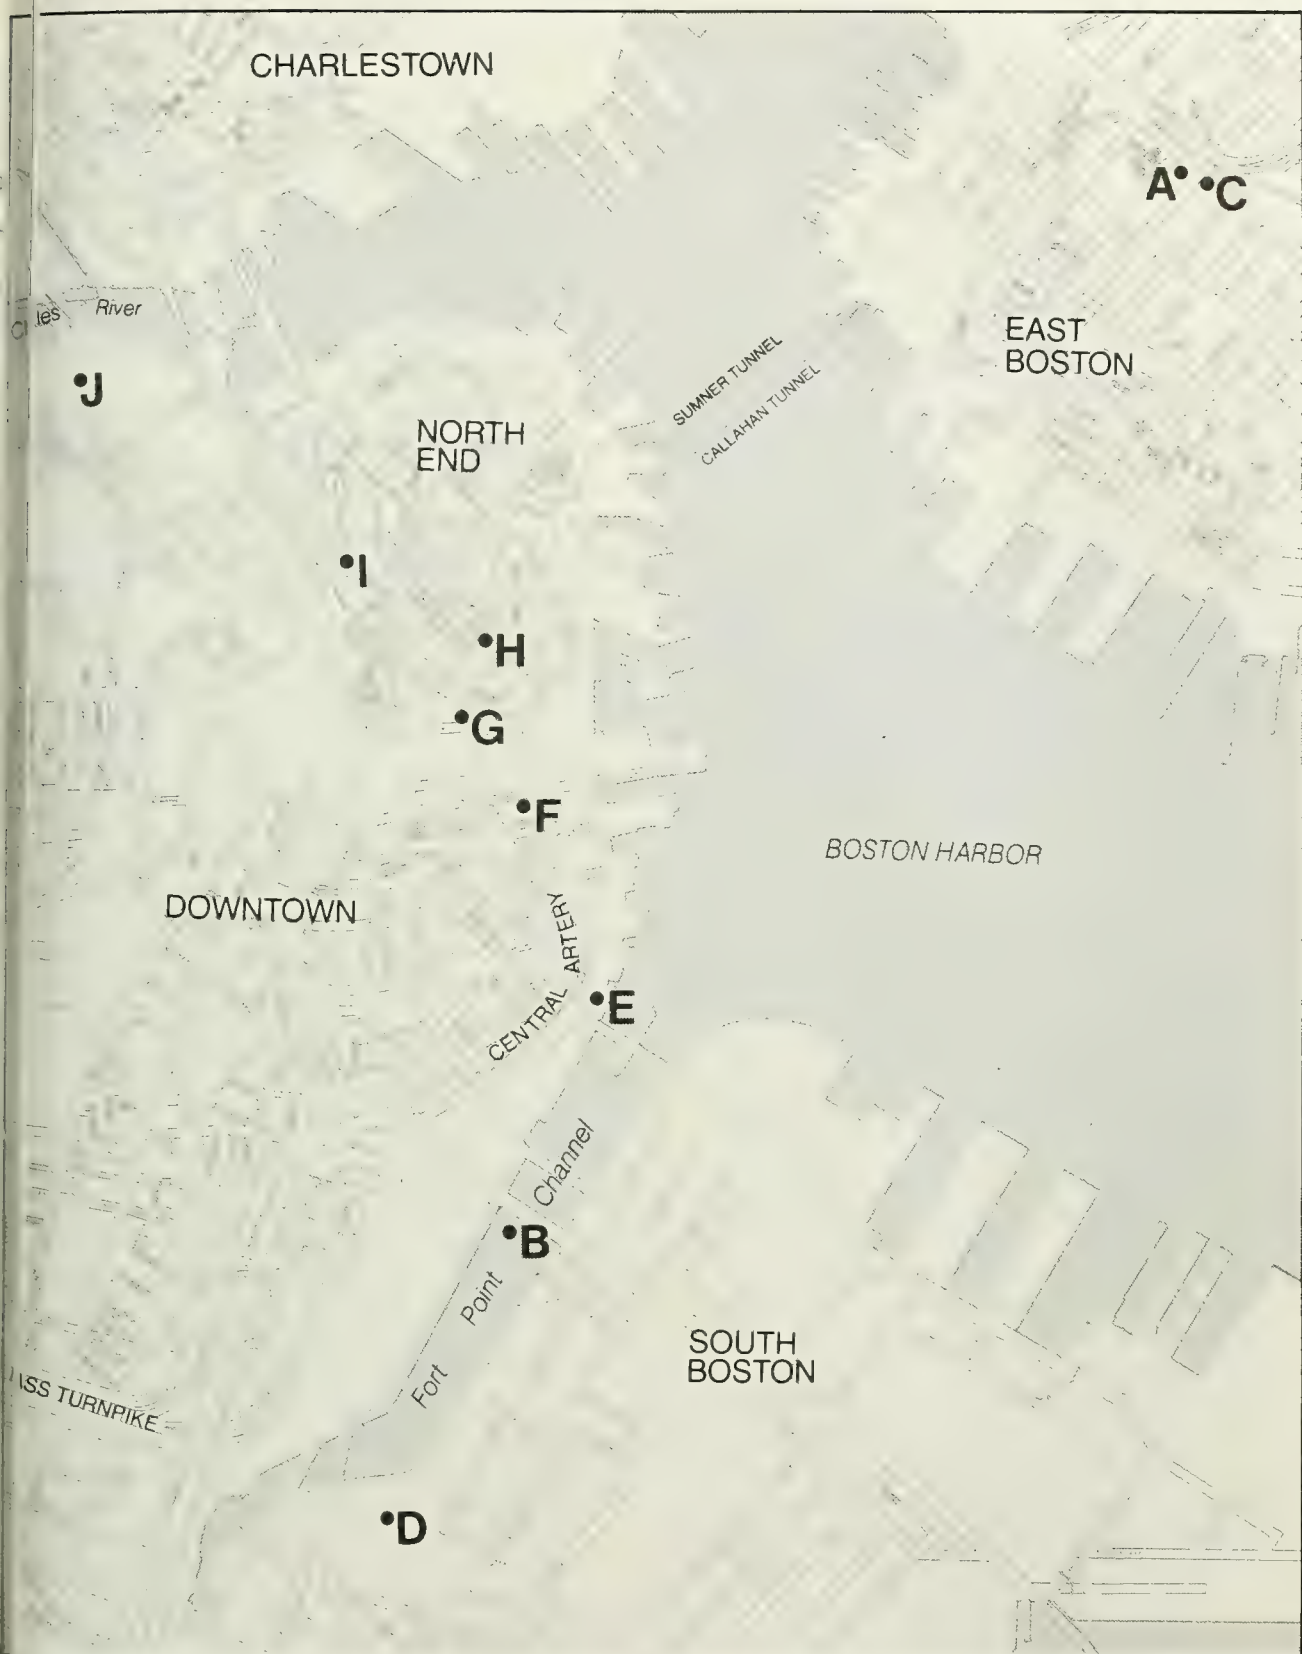 CHARLESTOWN
A
C
River
EAST
BOSTON
SUMNER TUNNEL
CALLAHAN TUNNEL
J
NORTH
END
I
H
G
F
BOSTON HARBOR
DOWNTOWN
CENTRAL ARTERY
E
Fort Point Channel
B
SOUTH
BOSTON
TURNPIKE
D